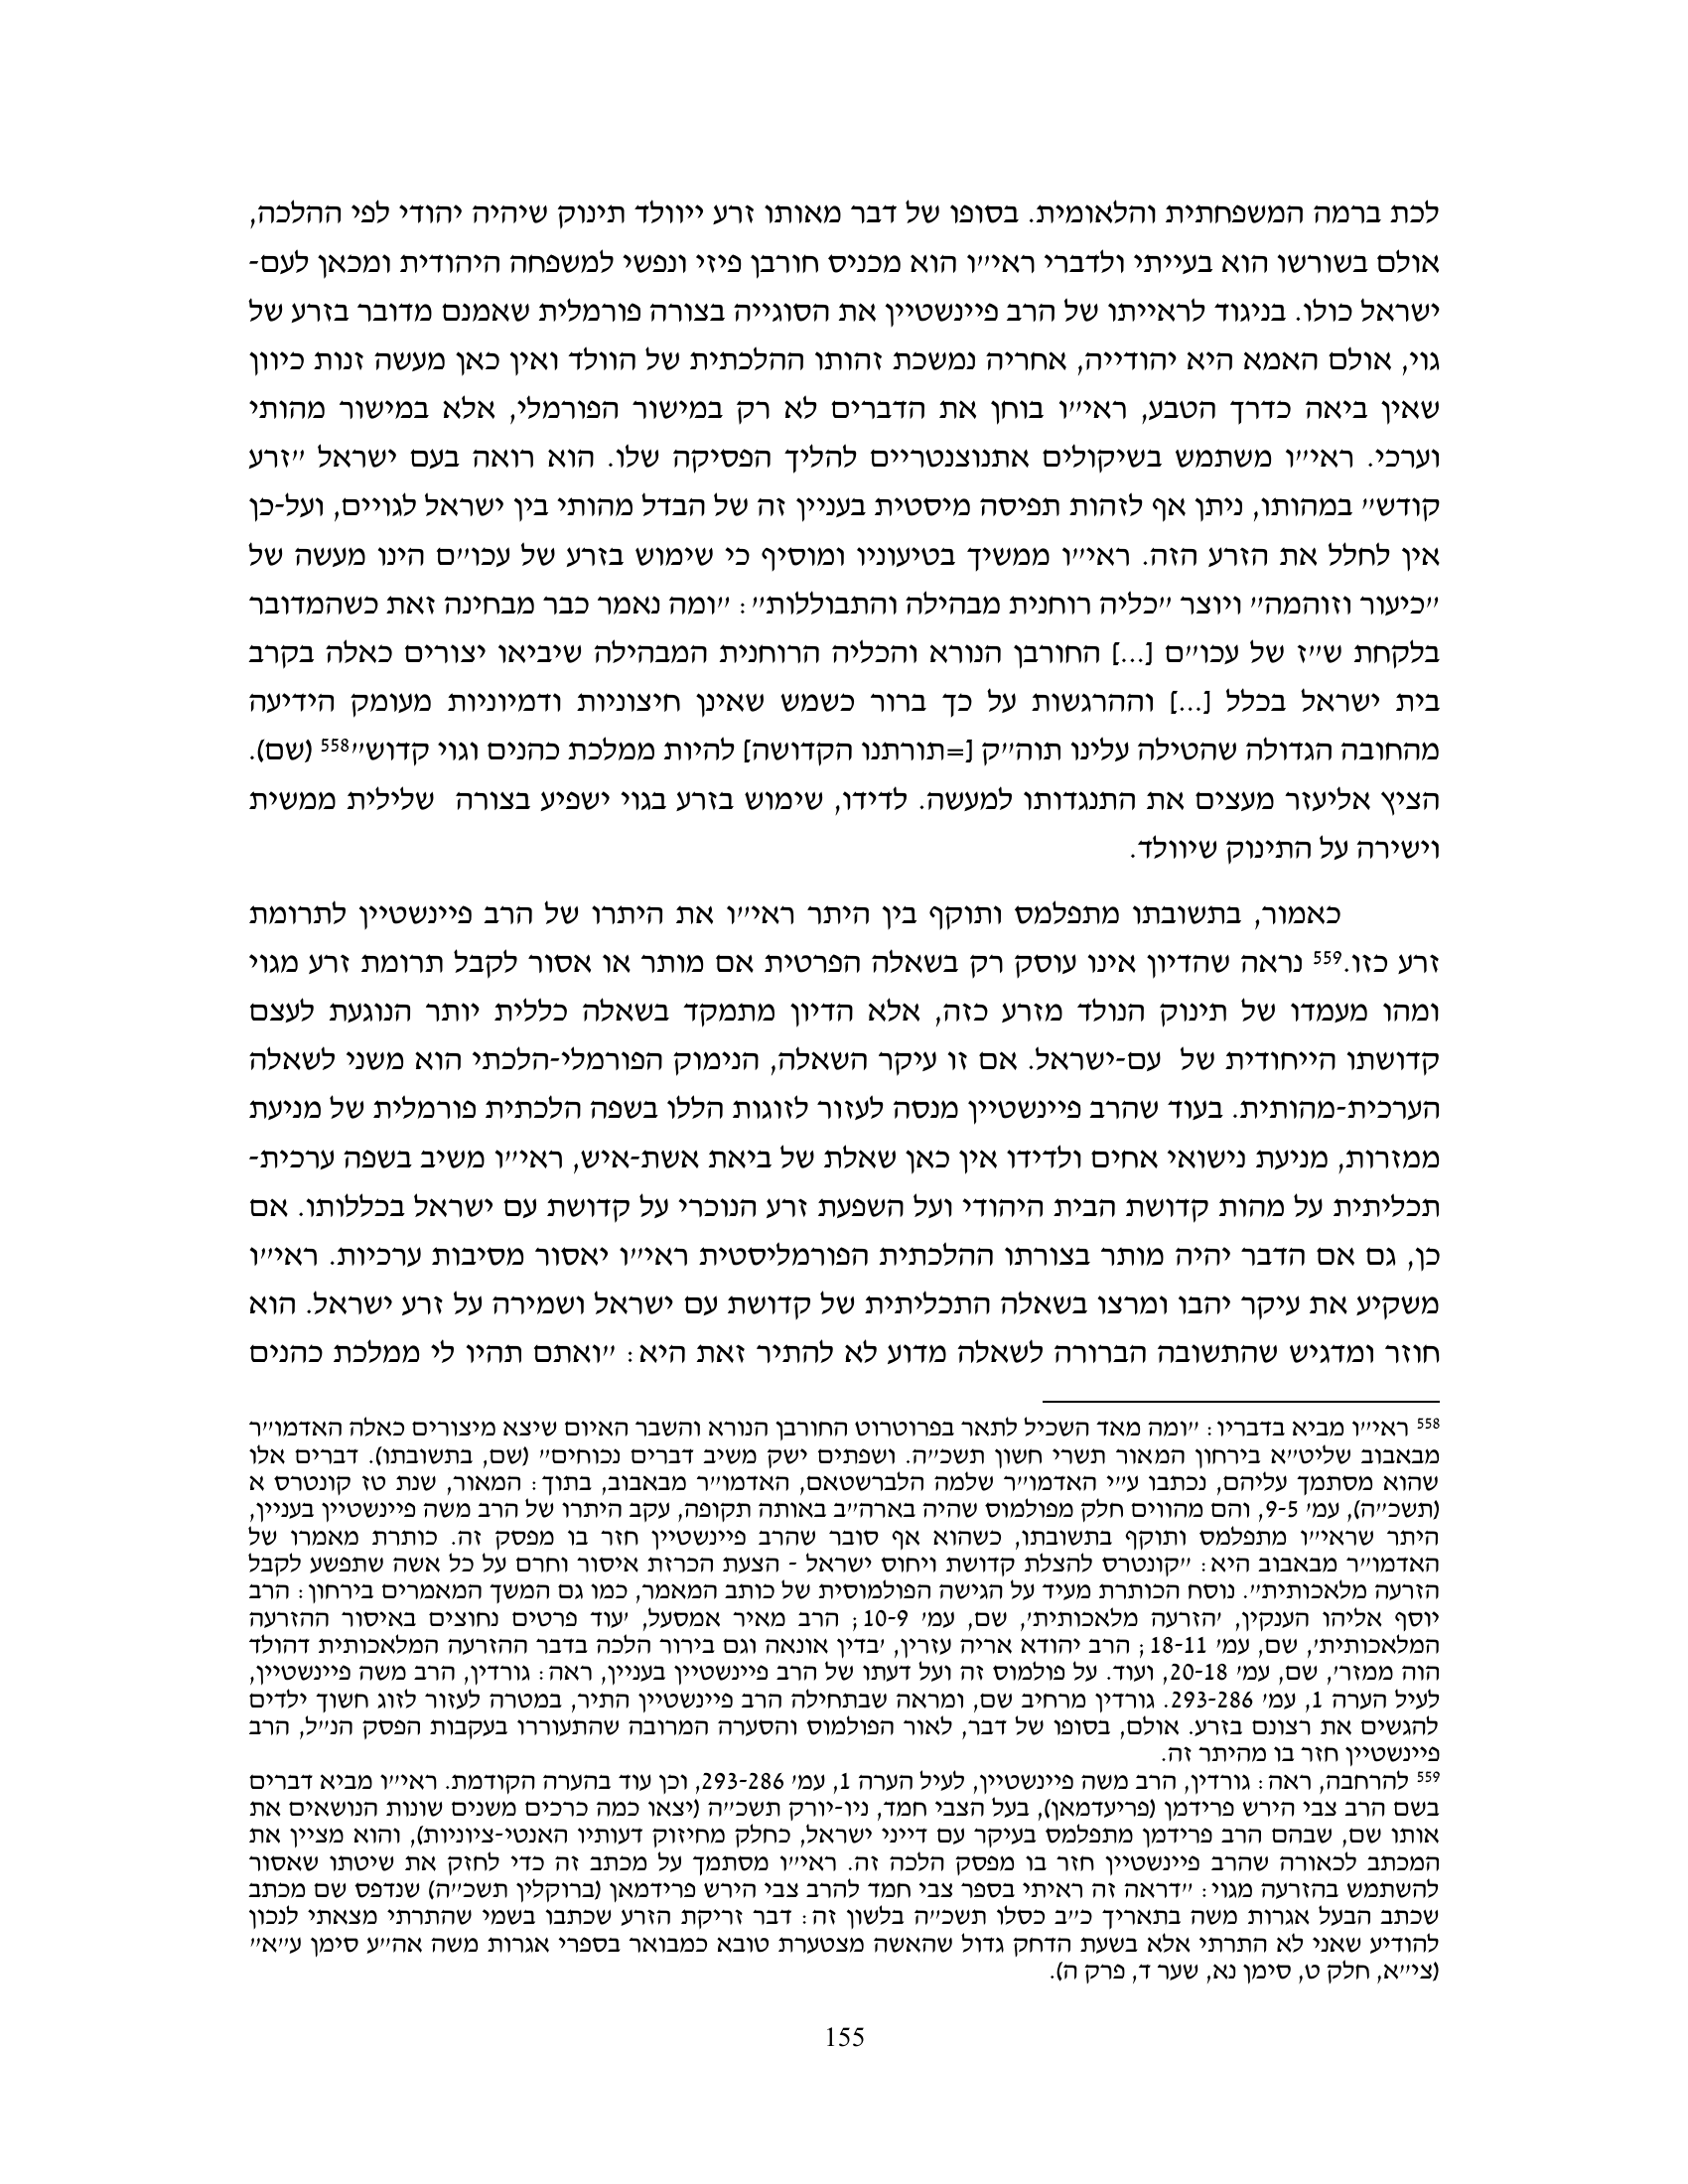 לכת ברמה המשפחתית והלאומית. בסופו של דבר מאותו זרע ייוולד תינוק שיהיה יהודי לפי ההלכה,
אולם בשורשו הוא בעייתי ולדברי ראי״ו הוא מכניס חורבן פיזי ונפשי למשפחה היהודית ומכאן לעם-
ישראל כולו. בניגוד לראייתו של הרב פיינשטיין את הסוגייה בצורה פורמלית שאמנם מדובר בזרע של
גוי, אולם האמא היא יהודייה, אחריה נמשכת זהותו ההלכתית של הוולד ואין כאן מעשה זנות כיוון
שאין ביאה כדרך הטבע, ראי״ו בוחן את הדברים לא רק במישור הפורמלי, אלא במישור מהותי
וערכי. ראי״ו משתמש בשיקולים אתנוצנטריים להליך הפסיקה שלו. הוא רואה בעם ישראל ״זרע
קודש״ במהותו, ניתן אף לזהות תפיסה מיסטית בעניין זה של הבדל מהותי בין ישראל לגויים, ועל-כן
אין לחלל את הזרע הזה. ראי״ו ממשיך בטיעוניו ומוסיף כי שימוש בזרע של עכו״ם הינו מעשה של
״כיעור וזוהמה״ ויוצר ״כליה רוחנית מבהילה והתבוללות״: ״ומה נאמר כבר מבחינה זאת כשהמדובר
בלקחת ש״ז של עכו״ם [...] החורבן הנורא והכליה הרוחנית המבהילה שיביאו יצורים כאלה בקרב
בית ישראל בכלל [...] וההרגשות על כך ברור כשמש שאינן חיצוניות ודמיוניות מעומק הידיעה
מהחובה הגדולה שהטילה עלינו תוה״ק [=תורתנו הקדושה] להיות ממלכת כהנים וגוי קדוש״558 (שם).
הציץ אליעזר מעצים את התנגדותו למעשה. לדידו, שימוש בזרע בגוי ישפיע בצורה  שלילית ממשית
וישירה על התינוק שיוולד.
כאמור, בתשובתו מתפלמס ותוקף בין היתר ראי״ו את היתרו של הרב פיינשטיין לתרומת
זרע כזו.559 נראה שהדיון אינו עוסק רק בשאלה הפרטית אם מותר או אסור לקבל תרומת זרע מגוי
ומהו מעמדו של תינוק הנולד מזרע כזה, אלא הדיון מתמקד בשאלה כללית יותר הנוגעת לעצם
קדושתו הייחודית של  עם-ישראל. אם זו עיקר השאלה, הנימוק הפורמלי-הלכתי הוא משני לשאלה
הערכית-מהותית. בעוד שהרב פיינשטיין מנסה לעזור לזוגות הללו בשפה הלכתית פורמלית של מניעת
ממזרות, מניעת נישואי אחים ולדידו אין כאן שאלת של ביאת אשת-איש, ראי״ו משיב בשפה ערכית-
תכליתית על מהות קדושת הבית היהודי ועל השפעת זרע הנוכרי על קדושת עם ישראל בכללותו. אם
כן, גם אם הדבר יהיה מותר בצורתו ההלכתית הפורמליסטית ראי״ו יאסור מסיבות ערכיות. ראי״ו
משקיע את עיקר יהבו ומרצו בשאלה התכליתית של קדושת עם ישראל ושמירה על זרע ישראל. הוא
חוזר ומדגיש שהתשובה הברורה לשאלה מדוע לא להתיר זאת היא: ״ואתם תהיו לי ממלכת כהנים
558 ראי״ו מביא בדבריו: ״ומה מאד השכיל לתאר בפרוטרוט החורבן הנורא והשבר האיום שיצא מיצורים כאלה האדמו״ר
מבאבוב שליט״א בירחון המאור תשרי חשון תשכ״ה. ושפתים ישק משיב דברים נכוחים״ (שם, בתשובתו). דברים אלו
שהוא מסתמך עליהם, נכתבו ע״י האדמו״ר שלמה הלברשטאם, האדמו״ר מבאבוב, בתוך: המאור, שנת טז קונטרס א
(תשכ״ה), עמ׳ 9-5, והם מהווים חלק מפולמוס שהיה בארה״ב באותה תקופה, עקב היתרו של הרב משה פיינשטיין בעניין,
היתר שראי״ו מתפלמס ותוקף בתשובתו, כשהוא אף סובר שהרב פיינשטיין חזר בו מפסק זה. כותרת מאמרו של
האדמו״ר מבאבוב היא: ״קונטרס להצלת קדושת ויחוס ישראל - הצעת הכרזת איסור וחרם על כל אשה שתפשע לקבל
הזרעה מלאכותית״. נוסח הכותרת מעיד על הגישה הפולמוסית של כותב המאמר, כמו גם המשך המאמרים בירחון: הרב
יוסף אליהו הענקין, ׳הזרעה מלאכותית׳, שם, עמ׳ 10-9; הרב מאיר אמסעל, ׳עוד פרטים נחוצים באיסור ההזרעה
המלאכותית׳, שם, עמ׳ 18-11; הרב יהודא אריה עזרין, ׳בדין אונאה וגם בירור הלכה בדבר ההזרעה המלאכותית דהולד
הוה ממזר׳, שם, עמ׳ 20-18, ועוד. על פולמוס זה ועל דעתו של הרב פיינשטיין בעניין, ראה: גורדין, הרב משה פיינשטיין,
לעיל הערה 1, עמ׳ 293-286. גורדין מרחיב שם, ומראה שבתחילה הרב פיינשטיין התיר, במטרה לעזור לזוג חשוך ילדים
להגשים את רצונם בזרע. אולם, בסופו של דבר, לאור הפולמוס והסערה המרובה שהתעוררו בעקבות הפסק הנ״ל, הרב
פיינשטיין חזר בו מהיתר זה.
559 להרחבה, ראה: גורדין, הרב משה פיינשטיין, לעיל הערה 1, עמ׳ 293-286, וכן עוד בהערה הקודמת. ראי״ו מביא דברים
בשם הרב צבי הירש פרידמן (פריעדמאן), בעל הצבי חמד, ניו-יורק תשכ״ה (יצאו כמה כרכים משנים שונות הנושאים את
אותו שם, שבהם הרב פרידמן מתפלמס בעיקר עם דייני ישראל, כחלק מחיזוק דעותיו האנטי-ציוניות), והוא מציין את
המכתב לכאורה שהרב פיינשטיין חזר בו מפסק הלכה זה. ראי״ו מסתמך על מכתב זה כדי לחזק את שיטתו שאסור
להשתמש בהזרעה מגוי: ״דראה זה ראיתי בספר צבי חמד להרב צבי הירש פרידמאן (ברוקלין תשכ״ה) שנדפס שם מכתב
שכתב הבעל אגרות משה בתאריך כ״ב כסלו תשכ״ה בלשון זה: דבר זריקת הזרע שכתבו בשמי שהתרתי מצאתי לנכון
להודיע שאני לא התרתי אלא בשעת הדחק גדול שהאשה מצטערת טובא כמבואר בספרי אגרות משה אה״ע סימן ע״א״
(צי״א, חלק ט, סימן נא, שער ד, פרק ה).
155